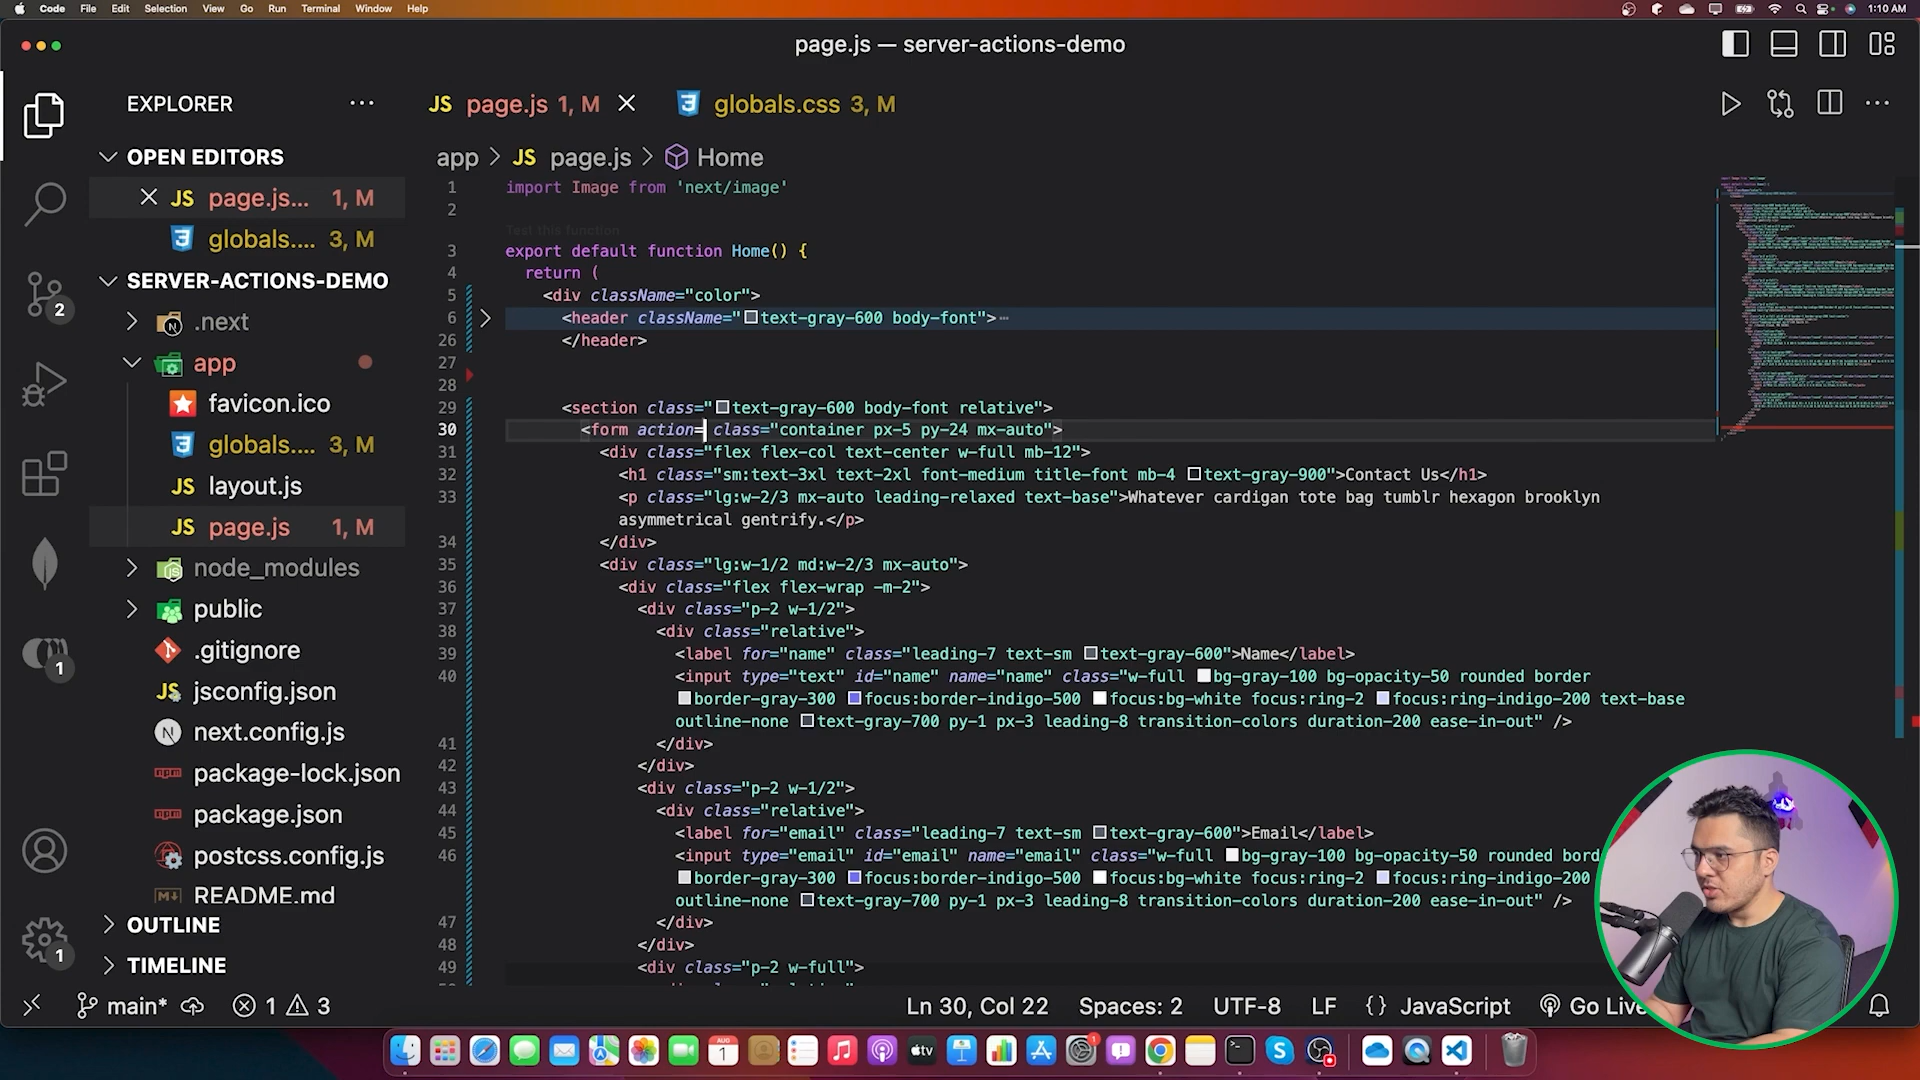 Code File Edit Selection View Go Run Terminal Window Help 1:10 AM
page.js — server-actions-demo
EXPLORER
page.js 1, M
globals.css 3, M
OPEN EDITORS
app > JS page.js > Home
JS page.js... 1, M
globals.... 3, M
SERVER-ACTIONS-DEMO
.next
app
favicon.ico
globals.... 3, M
JS layout.js
JS page.js 1, M
node_modules
public
.gitignore
JS jsconfig.json
N next.config.js
package-lock.json
package.json
postcss.config.js
README.md
OUTLINE
TIMELINE
2
1
1
1 import Image from 'next/image'
2
Test this function
3 export default function Home() {
4 return (
5 <div className="color">
6 <header className="text-gray-600 body-font">
26 </header>
27
28
29 <section class="text-gray-600 body-font relative">
30 <form action= class="container px-5 py-24 mx-auto">
31 <div class="flex flex-col text-center w-full mb-12">
32 <h1 class="sm:text-3xl text-2xl font-medium title-font mb-4 text-gray-900">Contact Us</h1>
33 <p class="lg:w-2/3 mx-auto leading-relaxed text-base">Whatever cardigan tote bag tumblr hexagon brooklyn
asymmetrical gentrify.</p>
34 </div>
35 <div class="lg:w-1/2 md:w-2/3 mx-auto">
36 <div class="flex flex-wrap -m-2">
37 <div class="p-2 w-1/2">
38 <div class="relative">
39 <label for="name" class="leading-7 text-sm text-gray-600">Name</label>
40 <input type="text" id="name" name="name" class="w-full bg-gray-100 bg-opacity-50 rounded border
border-gray-300 focus:border-indigo-500 focus:bg-white focus:ring-2 focus:ring-indigo-200 text-base
outline-none text-gray-700 py-1 px-3 leading-8 transition-colors duration-200 ease-in-out" />
41 </div>
42 </div>
43 <div class="p-2 w-1/2">
44 <div class="relative">
45 <label for="email" class="leading-7 text-sm text-gray-600">Email</label>
46 <input type="email" id="email" name="email" class="w-full bg-gray-100 bg-opacity-50 rounded
border-gray-300 focus:border-indigo-500 focus:bg-white focus:ring-2 focus:ring-indigo-200
outline-none text-gray-700 py-1 px-3 leading-8 transition-colors duration-200 ease-in-out" />
47 </div>
48 </div>
49 <div class="p-2 w-full">
main* 1 3 Ln 30, Col 22 Spaces: 2 UTF-8 LF {} JavaScript Go Live